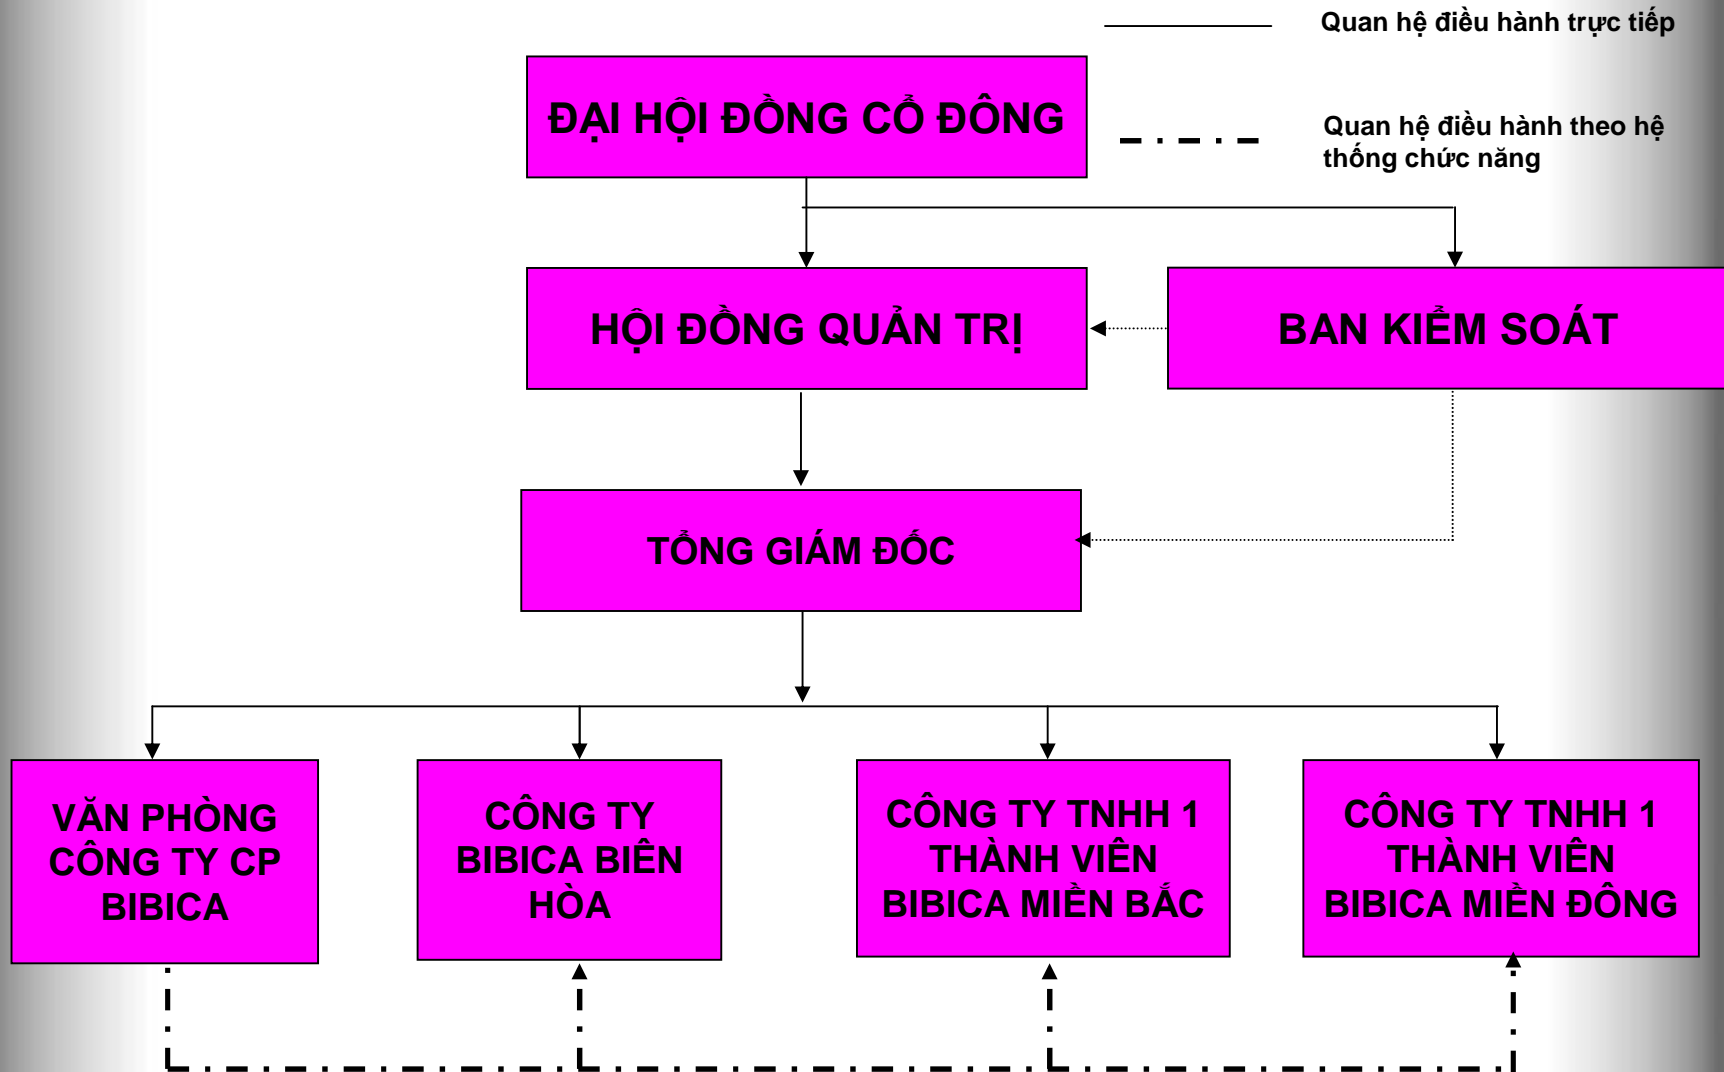 Quan hệ điều hành trực tiếp
ĐẠI HỘI ĐỒNG CỔ ĐÔNG
Quan hệ điều hành theo hệ
thống chức năng
HỘI ĐỒNG QUẢN TRỊ
BAN KIỂM SOÁT
TỔNG GIÁM ĐỐC
VĂN PHÒNG
CÔNG TY CP
BIBICA
CÔNG TY
BIBICA BIÊN
HÒA
CÔNG TY TNHH 1
THÀNH VIÊN
BIBICA MIỀN BẮC
CÔNG TY TNHH 1
THÀNH VIÊN
BIBICA MIỀN ĐÔNG